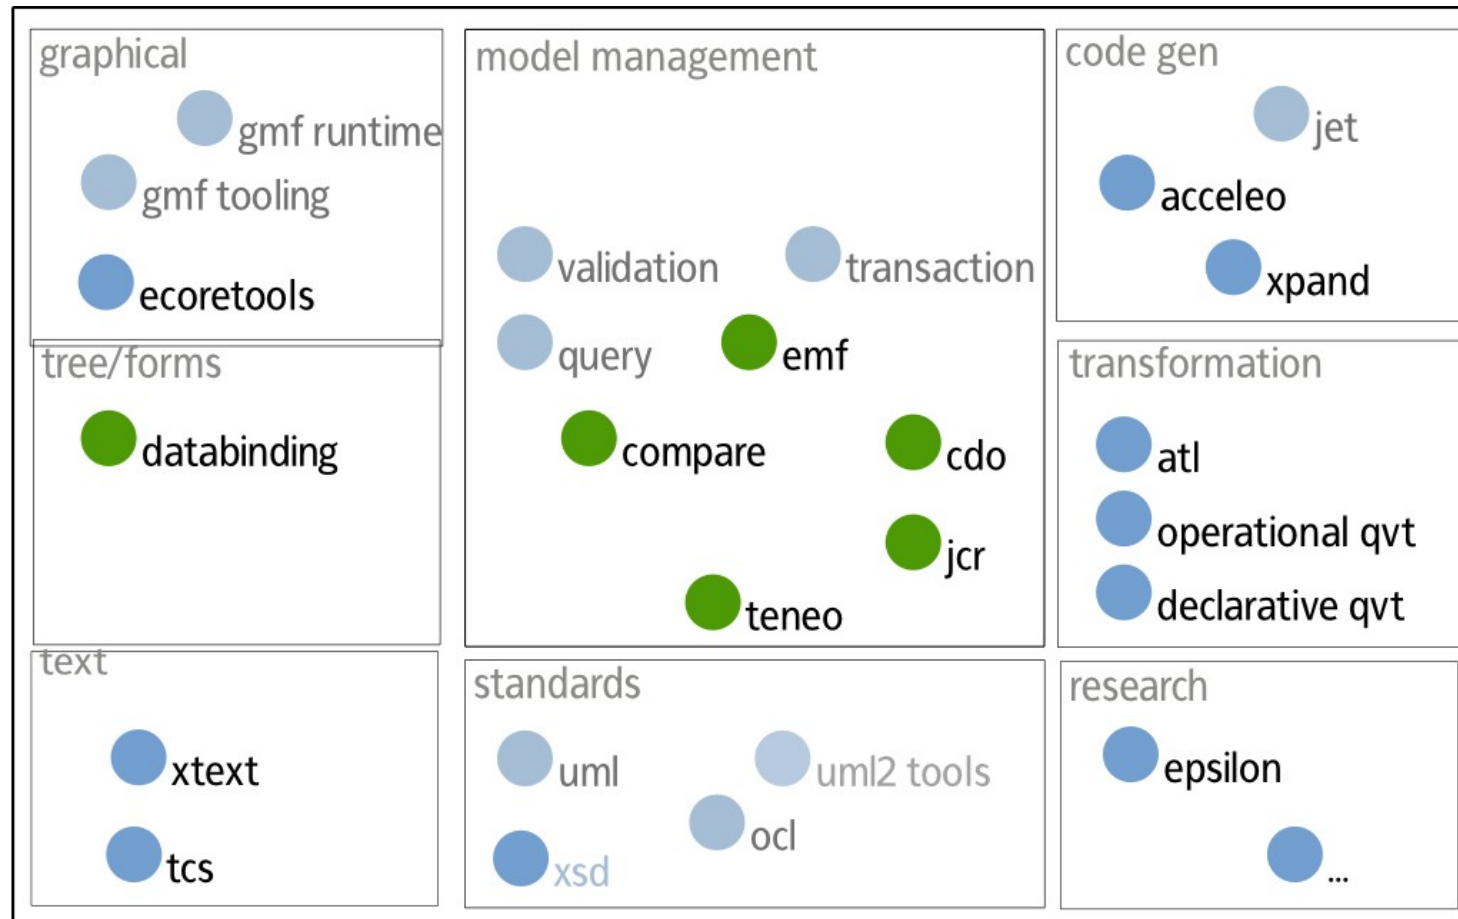 graphical
gmf runtime
gmf tooling
ecoretools
tree/forms
databinding
text
xtext
tcs
model management
validation
transaction
query
emf
compare
cdo
jcr
teneo
standards
uml
uml2 tools
ocl
xsd
code gen
jet
acceleo
xpand
transformation
atl
operational qvt
declarative qvt
research
epsilon
...